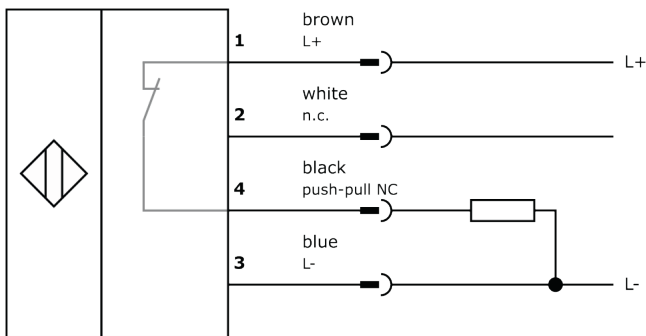 brown
1
L+
L+
white
2
n.c.
black
4
push-pull NC
blue
3
L-
L-